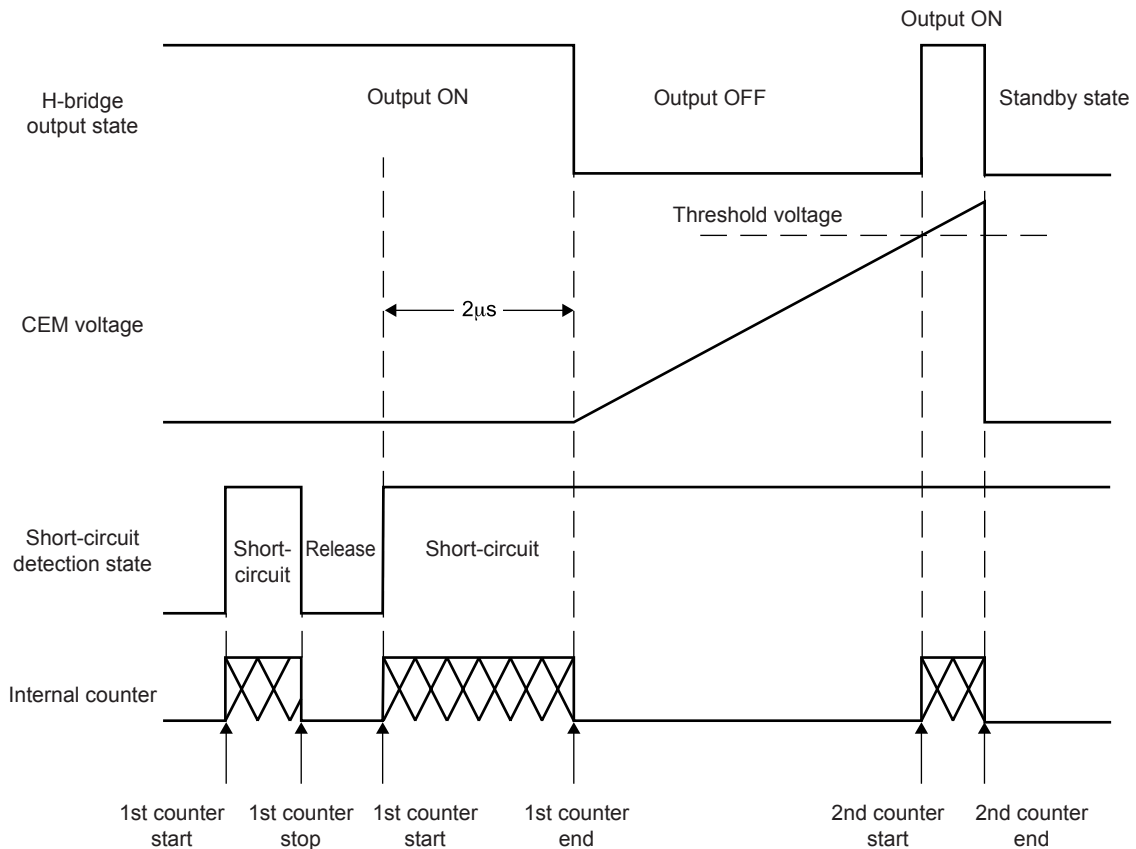 Output ON
H-bridge
output state
Output ON
Output OFF
Standby state
Threshold voltage
2μs
CEM voltage
Short-circuit
detection state
Short-
circuit
Release
Short-circuit
Internal counter
1st counter
start
1st counter
stop
1st counter
start
1st counter
end
2nd counter
start
2nd counter
end